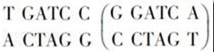 T GATC C (G GATC A)
A CTAG G (C CTAG T)